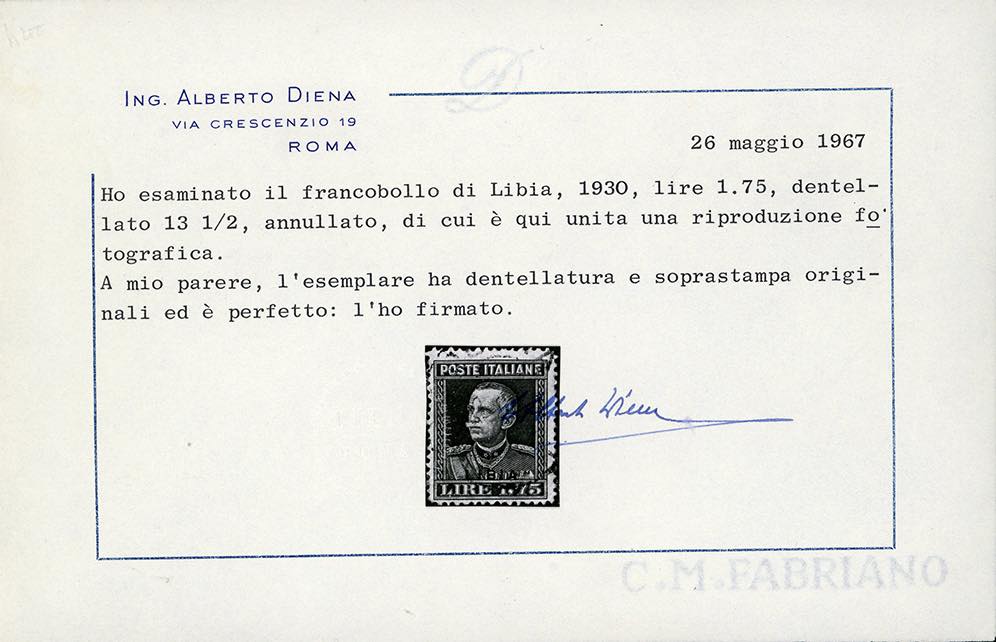 ING. ALBERTO DIENA
VIA CRESCENZIO 19
ROMA
26 maggio 1967
Ho esaminato il francobollo di Libia, 1930, lire 1.75, dentel-
lato 13 1/2, annullato, di cui è qui unita una riproduzione fo
tografica.
A mio parere, l'esemplare ha dentellatura e soprastampa origi-
nali ed è perfetto: l'ho firmato.
POSTE ITALIANE
LIRE 1.75
Alberto Diena
C.M.FABRIANO